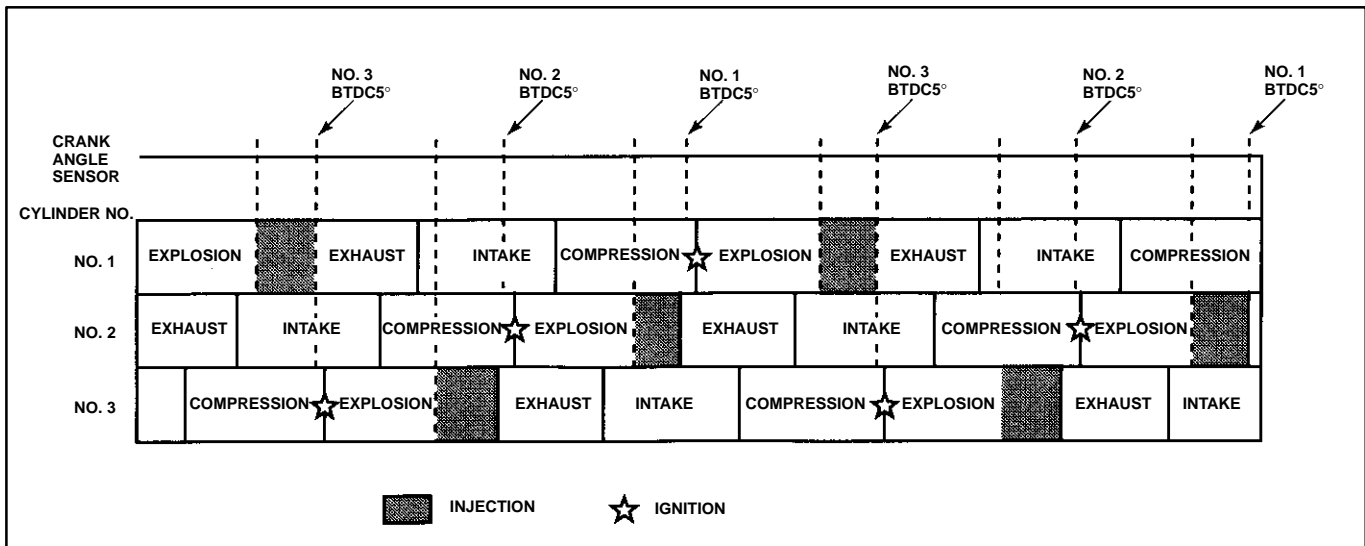 NO. 3
BTDC5°
NO. 2
BTDC5°
NO. 1
BTDC5°
NO. 3
BTDC5°
NO. 2
BTDC5°
NO. 1
BTDC5°
CRANK
ANGLE
SENSOR
CYLINDER NO.
NO. 1
EXPLOSION EXHAUST INTAKE COMPRESSION EXPLOSION EXHAUST INTAKE COMPRESSION
NO. 2
EXHAUST INTAKE COMPRESSION EXPLOSION EXHAUST INTAKE COMPRESSION EXPLOSION
NO. 3
COMPRESSION EXPLOSION EXHAUST INTAKE COMPRESSION EXPLOSION EXHAUST INTAKE
INJECTION
IGNITION